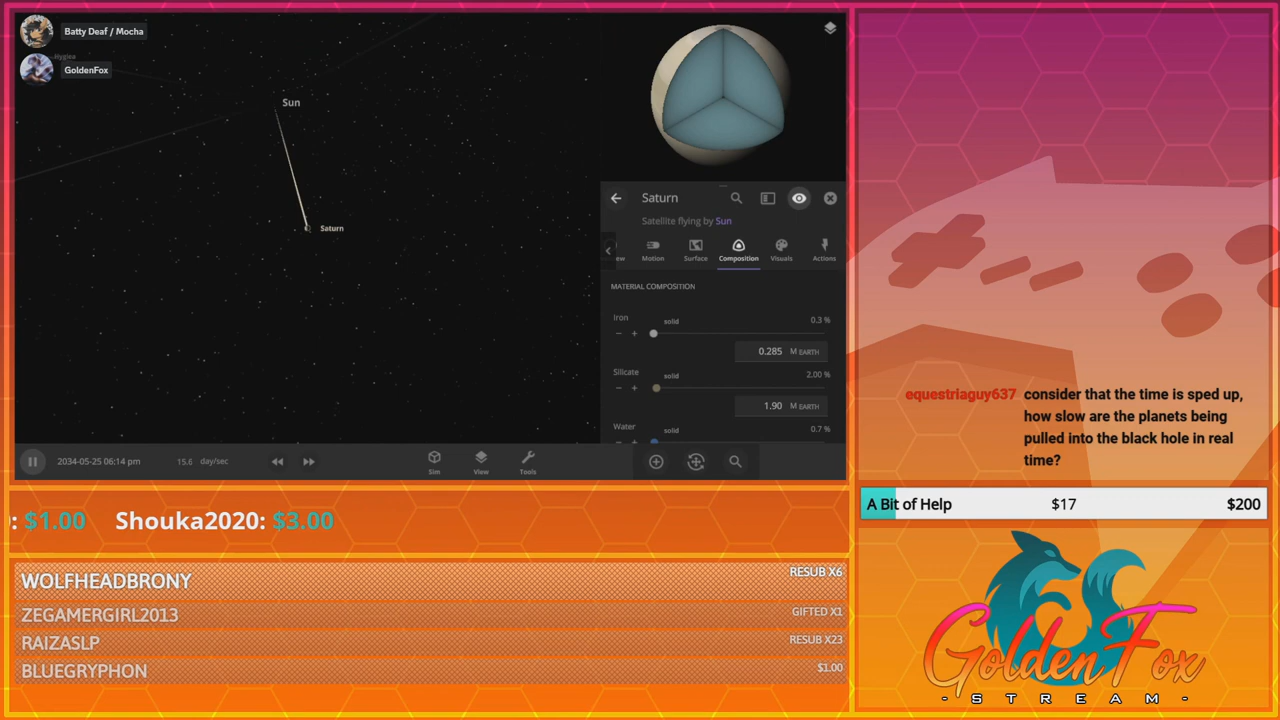 Batty Deaf / Mocha
Hygiea
GoldenFox
Sun
Saturn
Saturn
Satellite flying by Sun
ew
Motion
Surface
Composition
Visuals
Actions
MATERIAL COMPOSITION
Iron
solid
0.3 %
0.285 M EARTH
Silicate
solid
2.00 %
1.90 M EARTH
Water
solid
0.7 %
2034-05-25 06:14 pm
15.6 day/sec
Sim
View
Tools
equestriaguy637 consider that the time is sped up,
how slow are the planets being
pulled into the black hole in real
time?
A Bit of Help $17 $200
: $1.00 Shouka2020: $3.00
WOLFHEADBRONY RESUB X6
ZEGAMERGIRL2013 GIFTED X1
RAIZASLP RESUB X23
BLUEGRYPHON $1.00
GoldenFox
- STREAM -